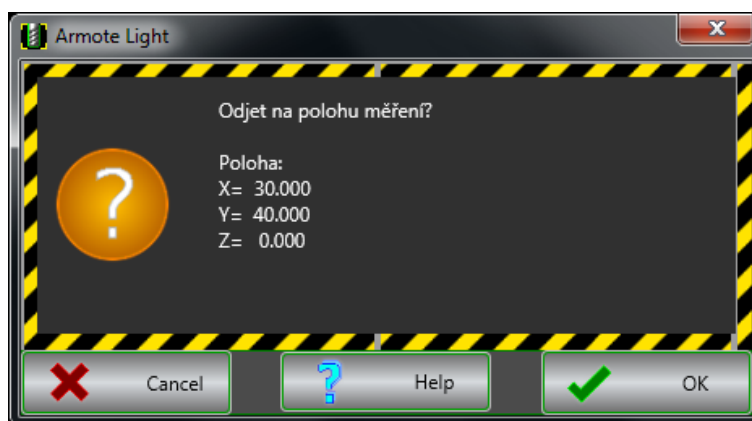 Armote Light
Odjet na polohu měření?
Poloha:
X= 30.000
Y= 40.000
Z= 0.000
Cancel
Help
OK